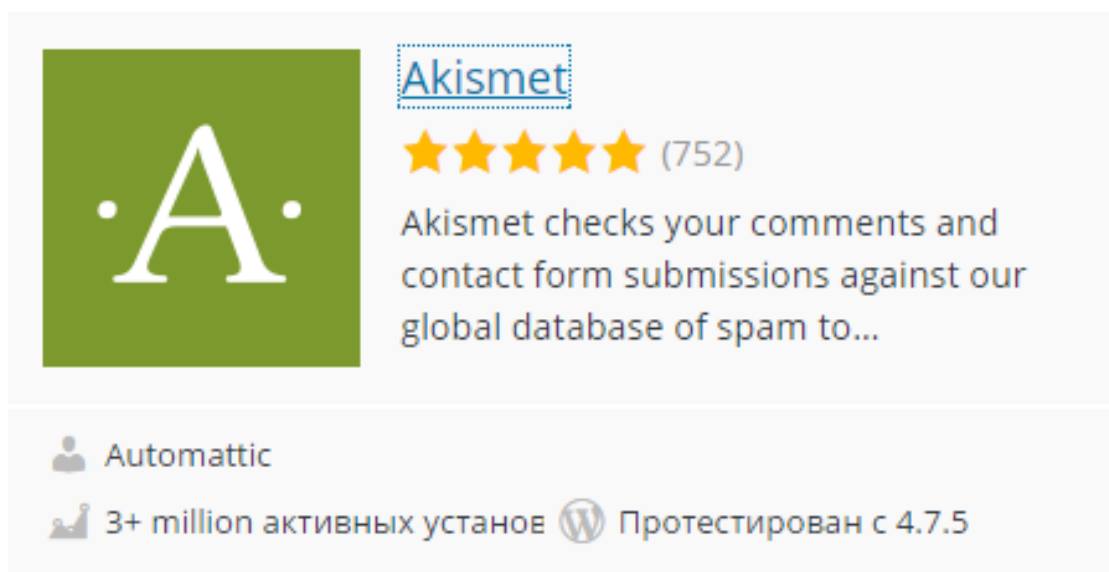 ·A·
Akismet
(752)
Akismet checks your comments and
contact form submissions against our
global database of spam to...
Automattic
3+ million активных установ
Протестирован с 4.7.5